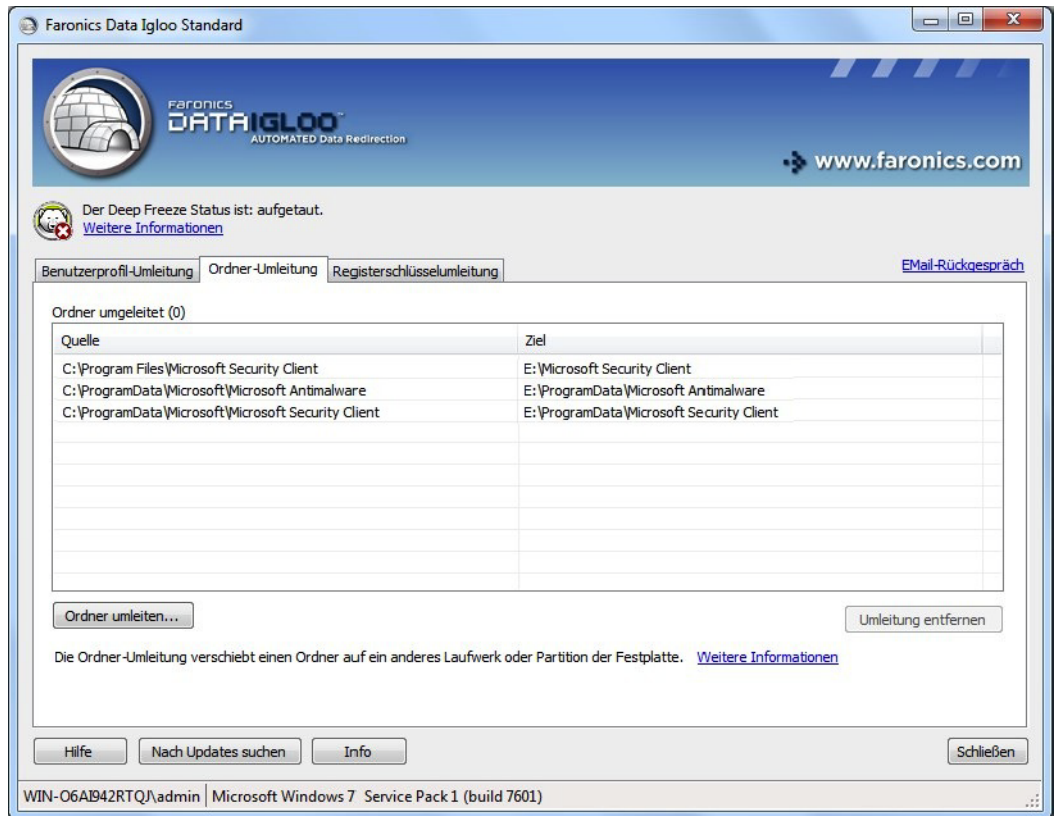 Faronics Data Igloo Standard
FARONICS
DATAIGLOO™
AUTOMATED Data Redirection
www.faronics.com
Der Deep Freeze Status ist: aufgetaut.
Weitere Informationen
Benutzerprofil-Umleitung Ordner-Umleitung Registerschlüsselumleitung EMail-Rückgespräch
Ordner umgeleitet (0)
Quelle Ziel
C:\Program Files\Microsoft Security Client E:\Microsoft Security Client
C:\ProgramData\Microsoft\Microsoft Antimalware E:\ProgramData\Microsoft Antimalware
C:\ProgramData\Microsoft\Microsoft Security Client E:\ProgramData\Microsoft Security Client
Ordner umleiten... Umleitung entfernen
Die Ordner-Umleitung verschiebt einen Ordner auf ein anderes Laufwerk oder Partition der Festplatte. Weitere Informationen
Hilfe Nach Updates suchen Info Schließen
WIN-O6AI942RTQJ\admin Microsoft Windows 7 Service Pack 1 (build 7601)